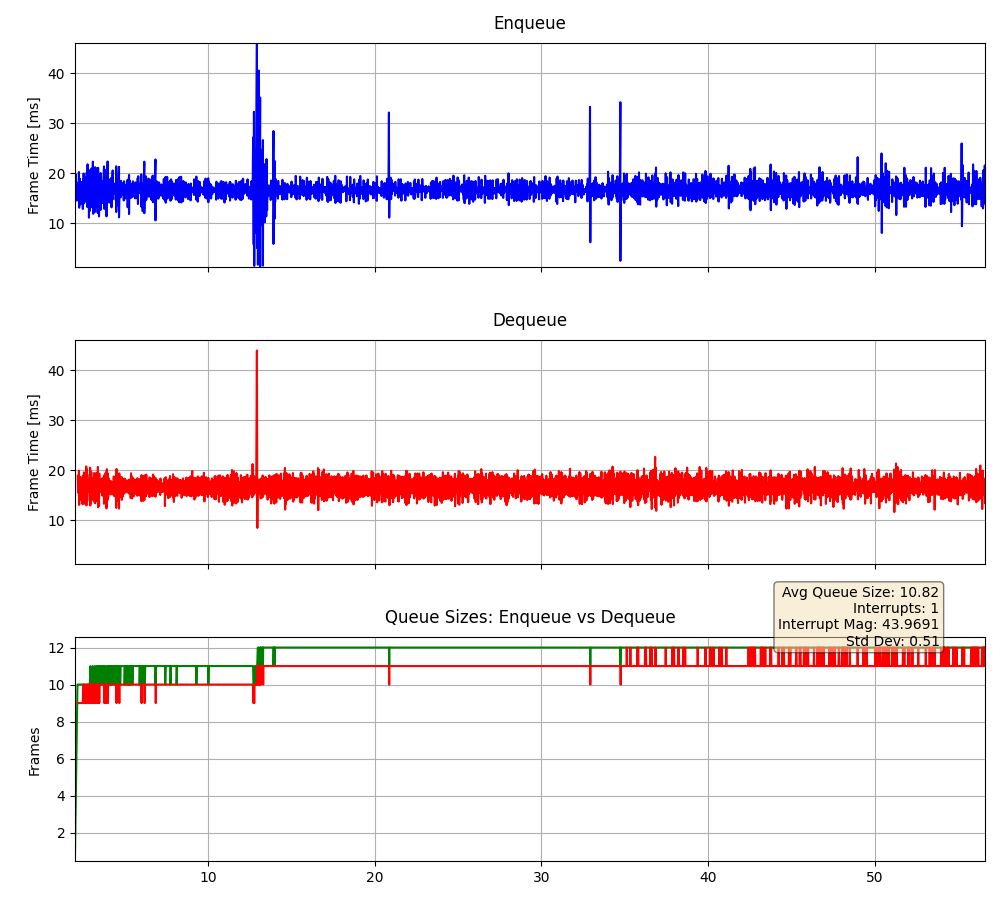 Enqueue
Frame Time [ms]
40
30
20
10
Dequeue
Frame Time [ms]
40
30
20
10
Avg Queue Size: 10.82
Interrupts: 1
Interrupt Mag: 43.9691
Std Dev: 0.51
Queue Sizes: Enqueue vs Dequeue
Frames
12
10
8
6
4
2
10 20 30 40 50